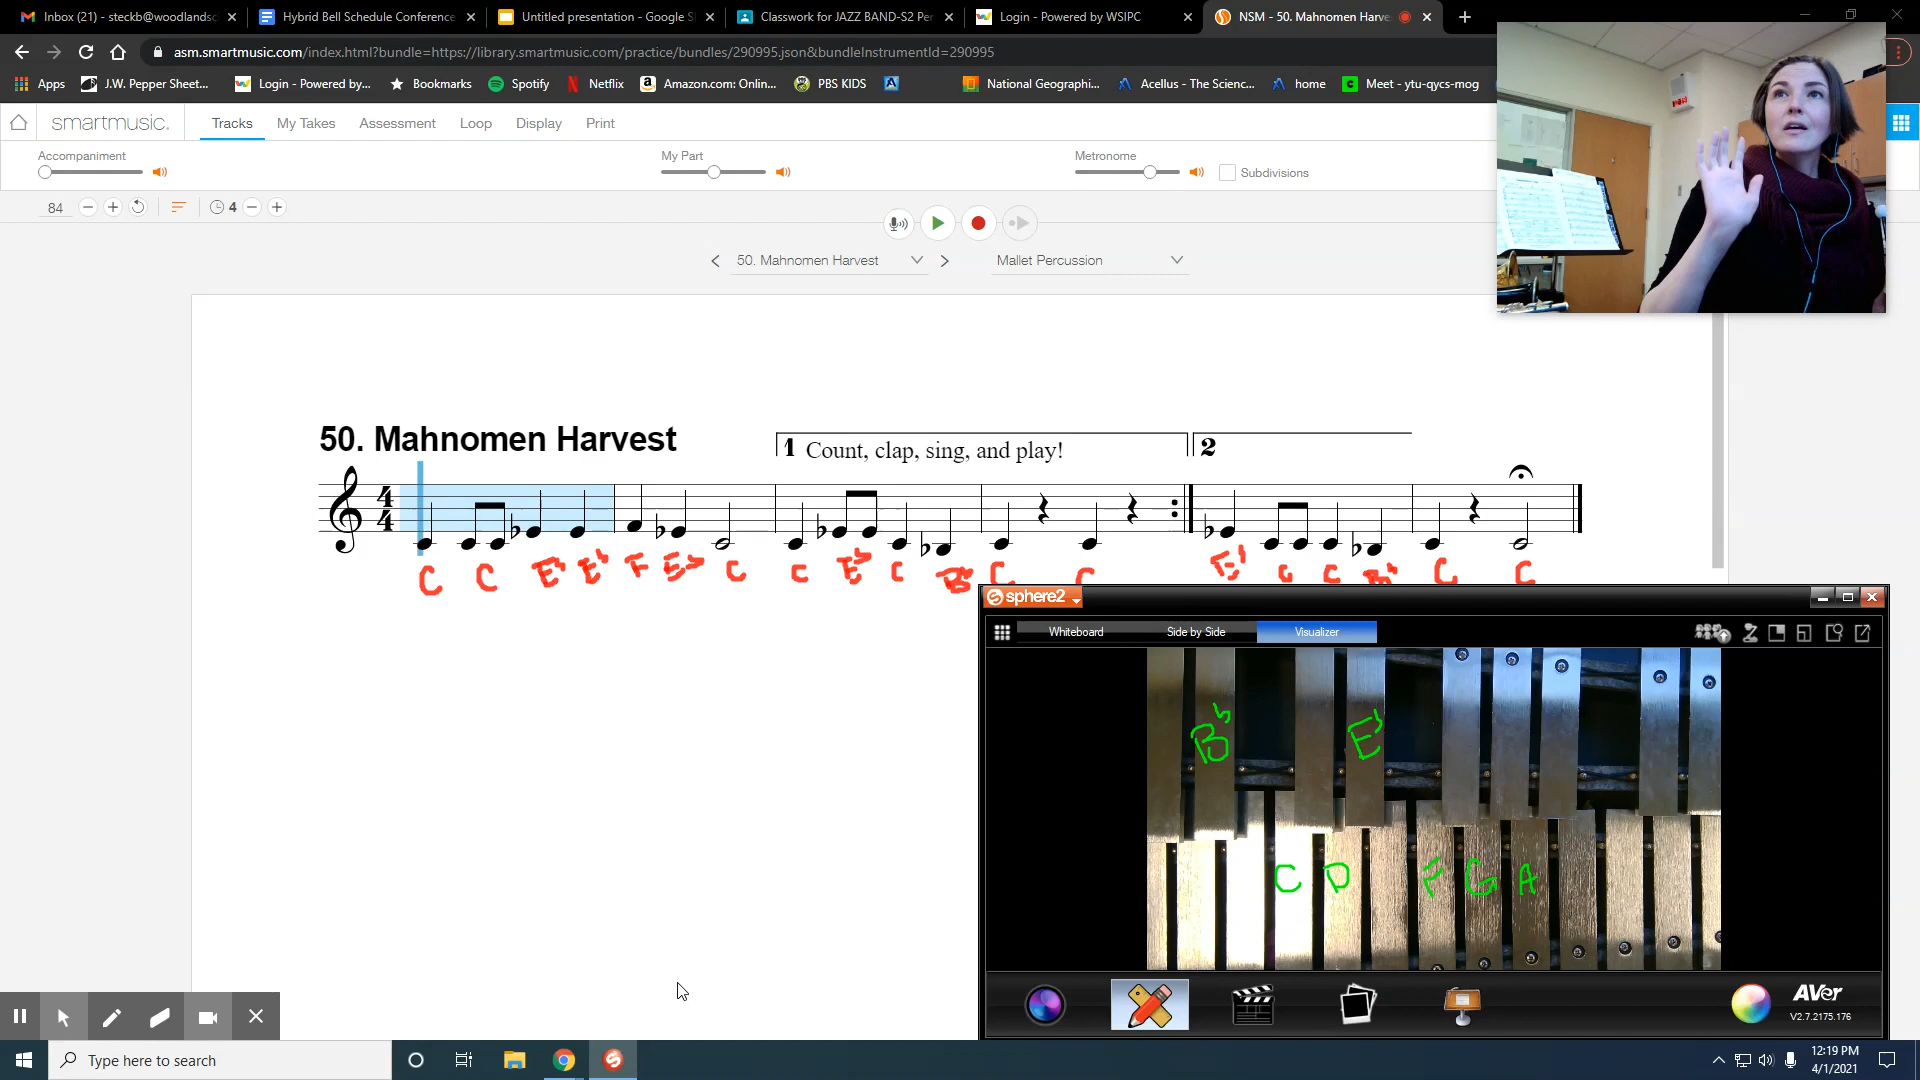 Inbox (21) - steckb@woodlandsc
Hybrid Bell Schedule Conference
Untitled presentation - Google S
Classwork for JAZZ BAND-S2 Per
Login - Powered by WSIPC
NSM - 50. Mahnomen Harve
asm.smartmusic.com/index.html?bundle=https://library.smartmusic.com/practice/bundles/290995.json&bundleInstrumentId=290995
Apps
J.W. Pepper Sheet...
Login - Powered by...
Bookmarks
Spotify
Netflix
Amazon.com: Onlin...
PBS KIDS
National Geographi...
Acellus - The Scienc...
home
Meet - ytu-qycs-mog
smartmusic.
Tracks
My Takes
Assessment
Loop
Display
Print
Accompaniment
My Part
Metronome
Subdivisions
84
4
50. Mahnomen Harvest
Mallet Percussion
50. Mahnomen Harvest
1 Count, clap, sing, and play!
2
4
4
C C E♭ E♭ F E♭ C C E♭ C B♭ C C E♭ C C B♭ C C
sphere2
Whiteboard
Side by Side
Visualizer
B♭ E♭
C D F G A
AVer
V2.7.2175.176
Type here to search
12:19 PM
4/1/2021